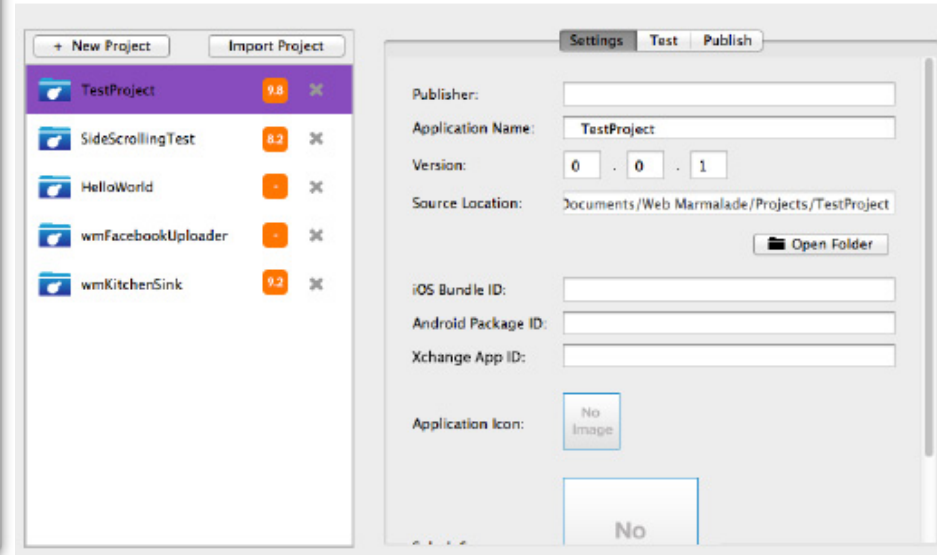 + New Project
Import Project
TestProject
9.8
SideScrollingTest
8.2
HelloWorld
-
wmFacebookUploader
-
wmKitchenSink
9.2
Settings Test Publish
Publisher:
Application Name: TestProject
Version: 0 . 0 . 1
Source Location: Documents/Web Marmalade/Projects/TestProject
Open Folder
iOS Bundle ID:
Android Package ID:
Xchange App ID:
Application Icon:
No
Image
No